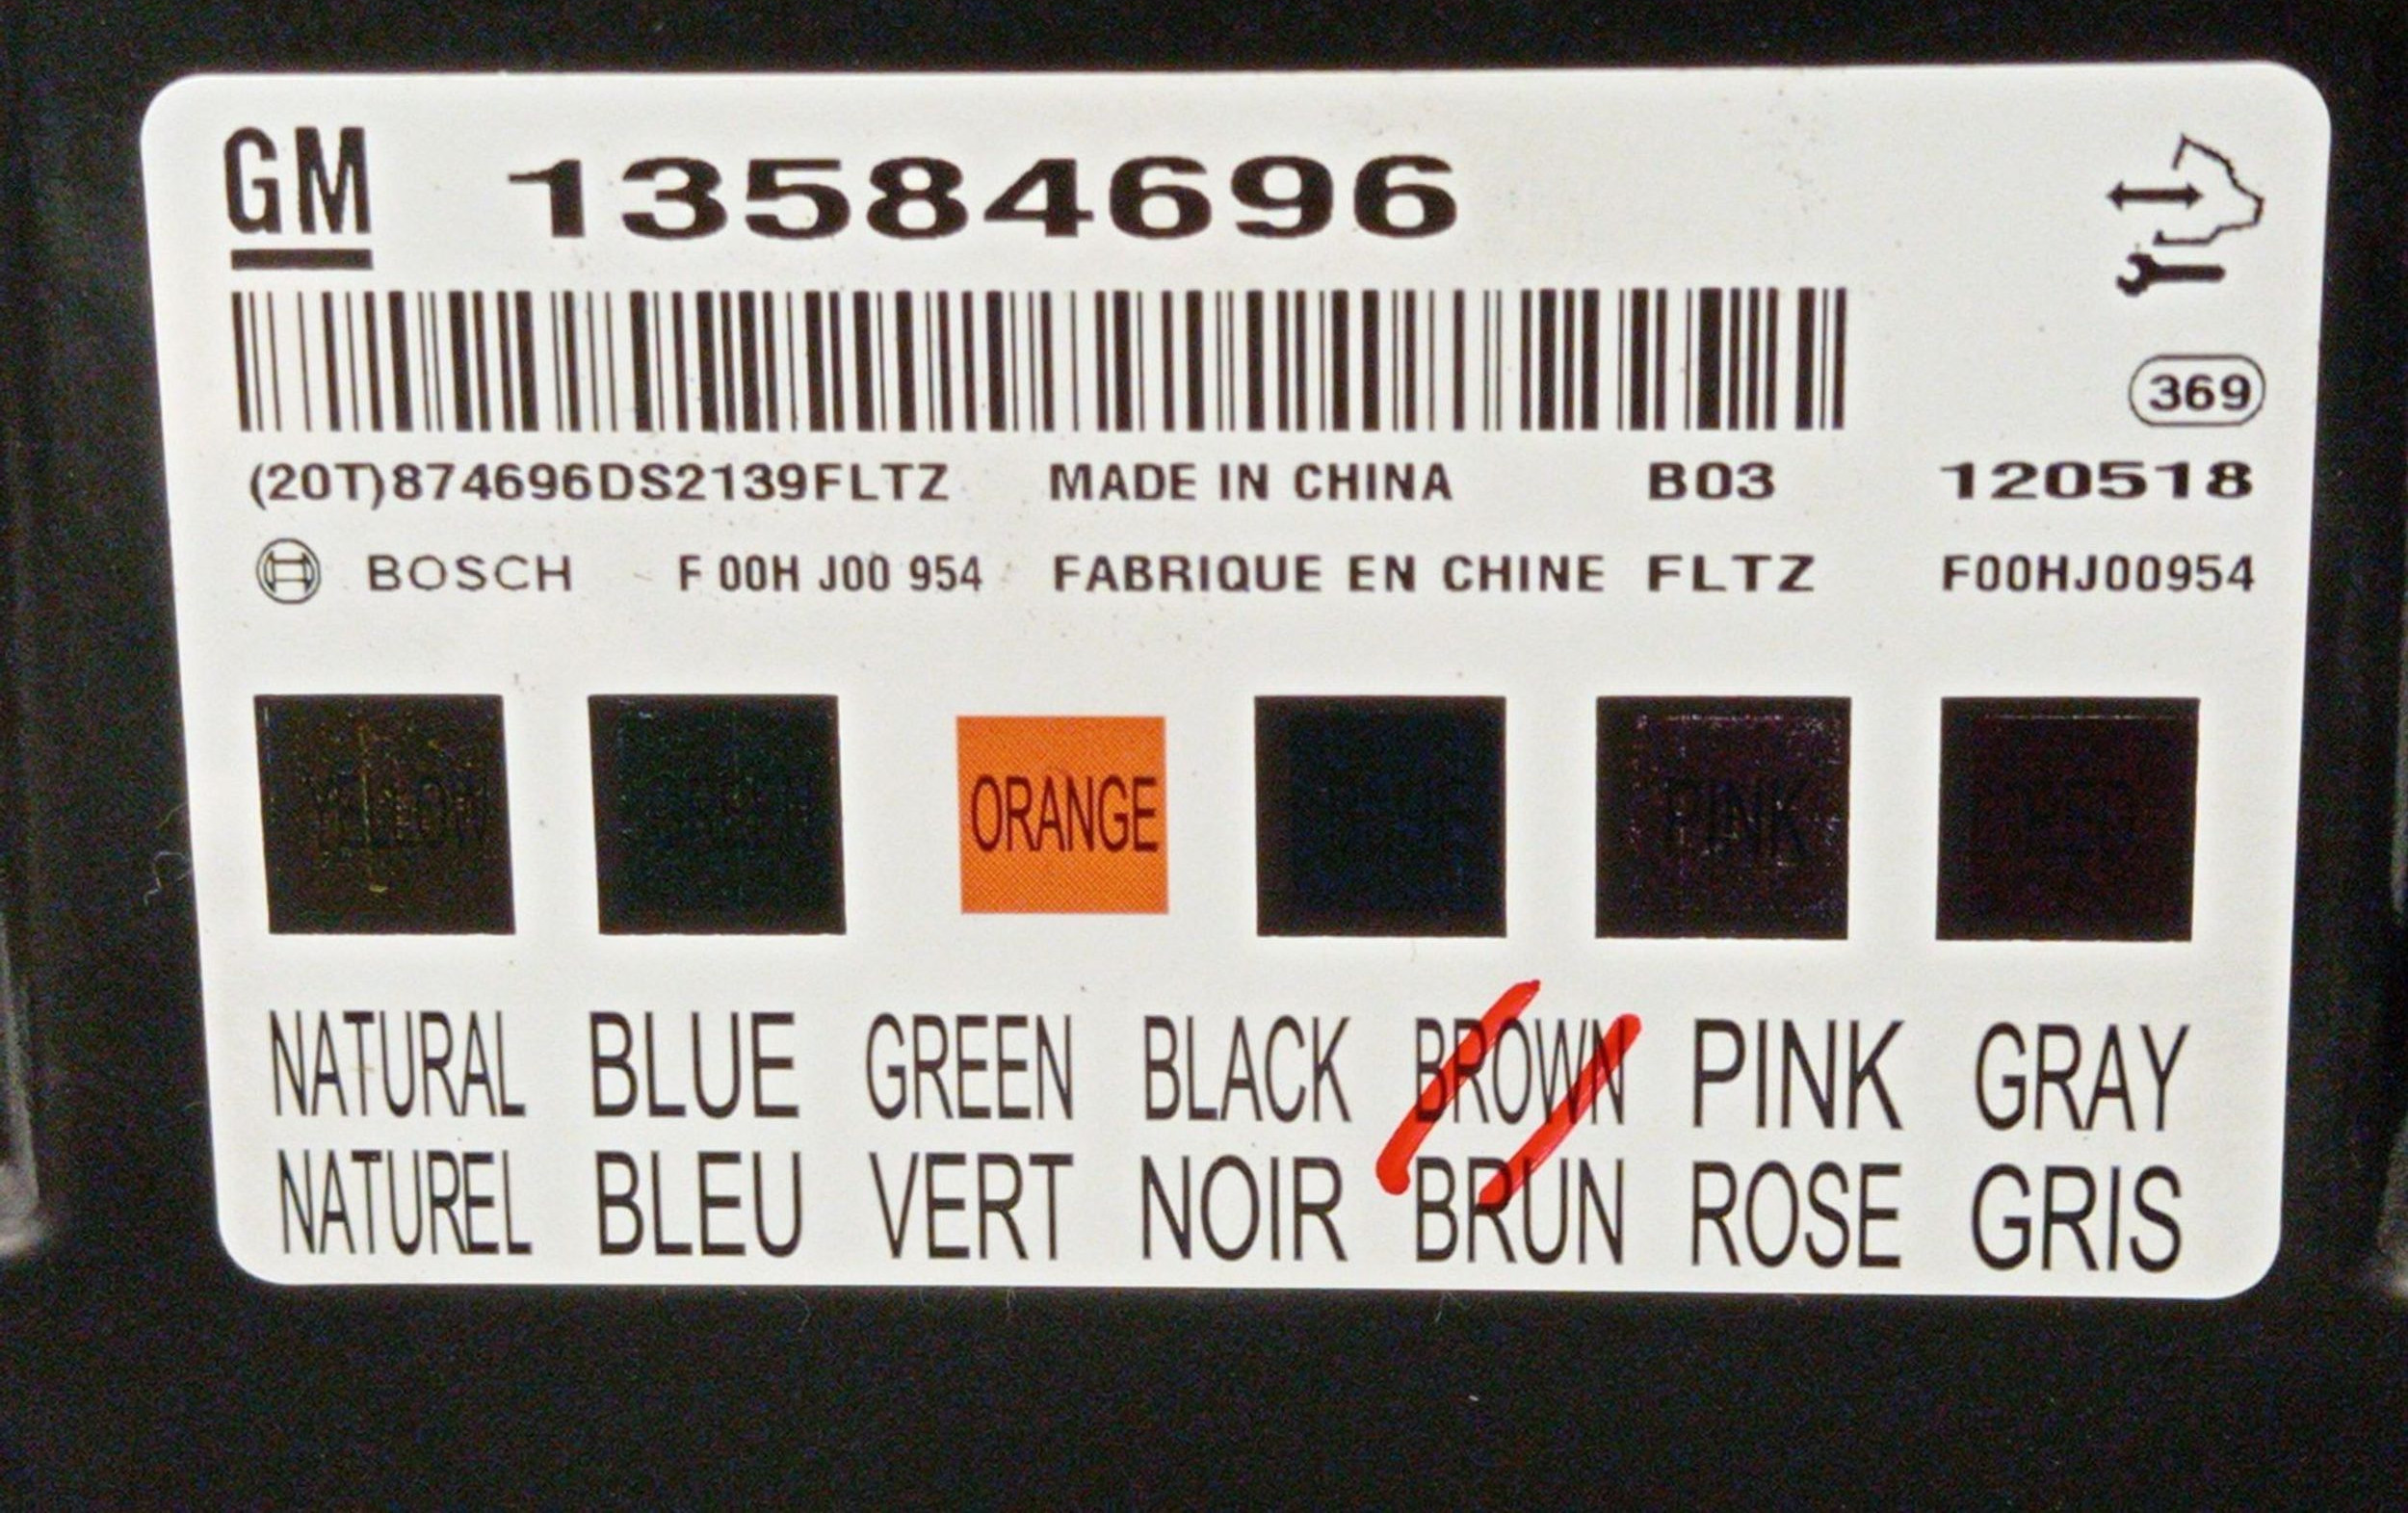 GM 13584696
369
(20T)874696DS2139FLTZ MADE IN CHINA B03 120518
BOSCH F 00H J00 954 FABRIQUE EN CHINE FLTZ F00HJ00954
YELLOW ORANGE PINK
NATURAL BLUE GREEN BLACK BROWN PINK GRAY
NATUREL BLEU VERT NOIR BRUN ROSE GRIS